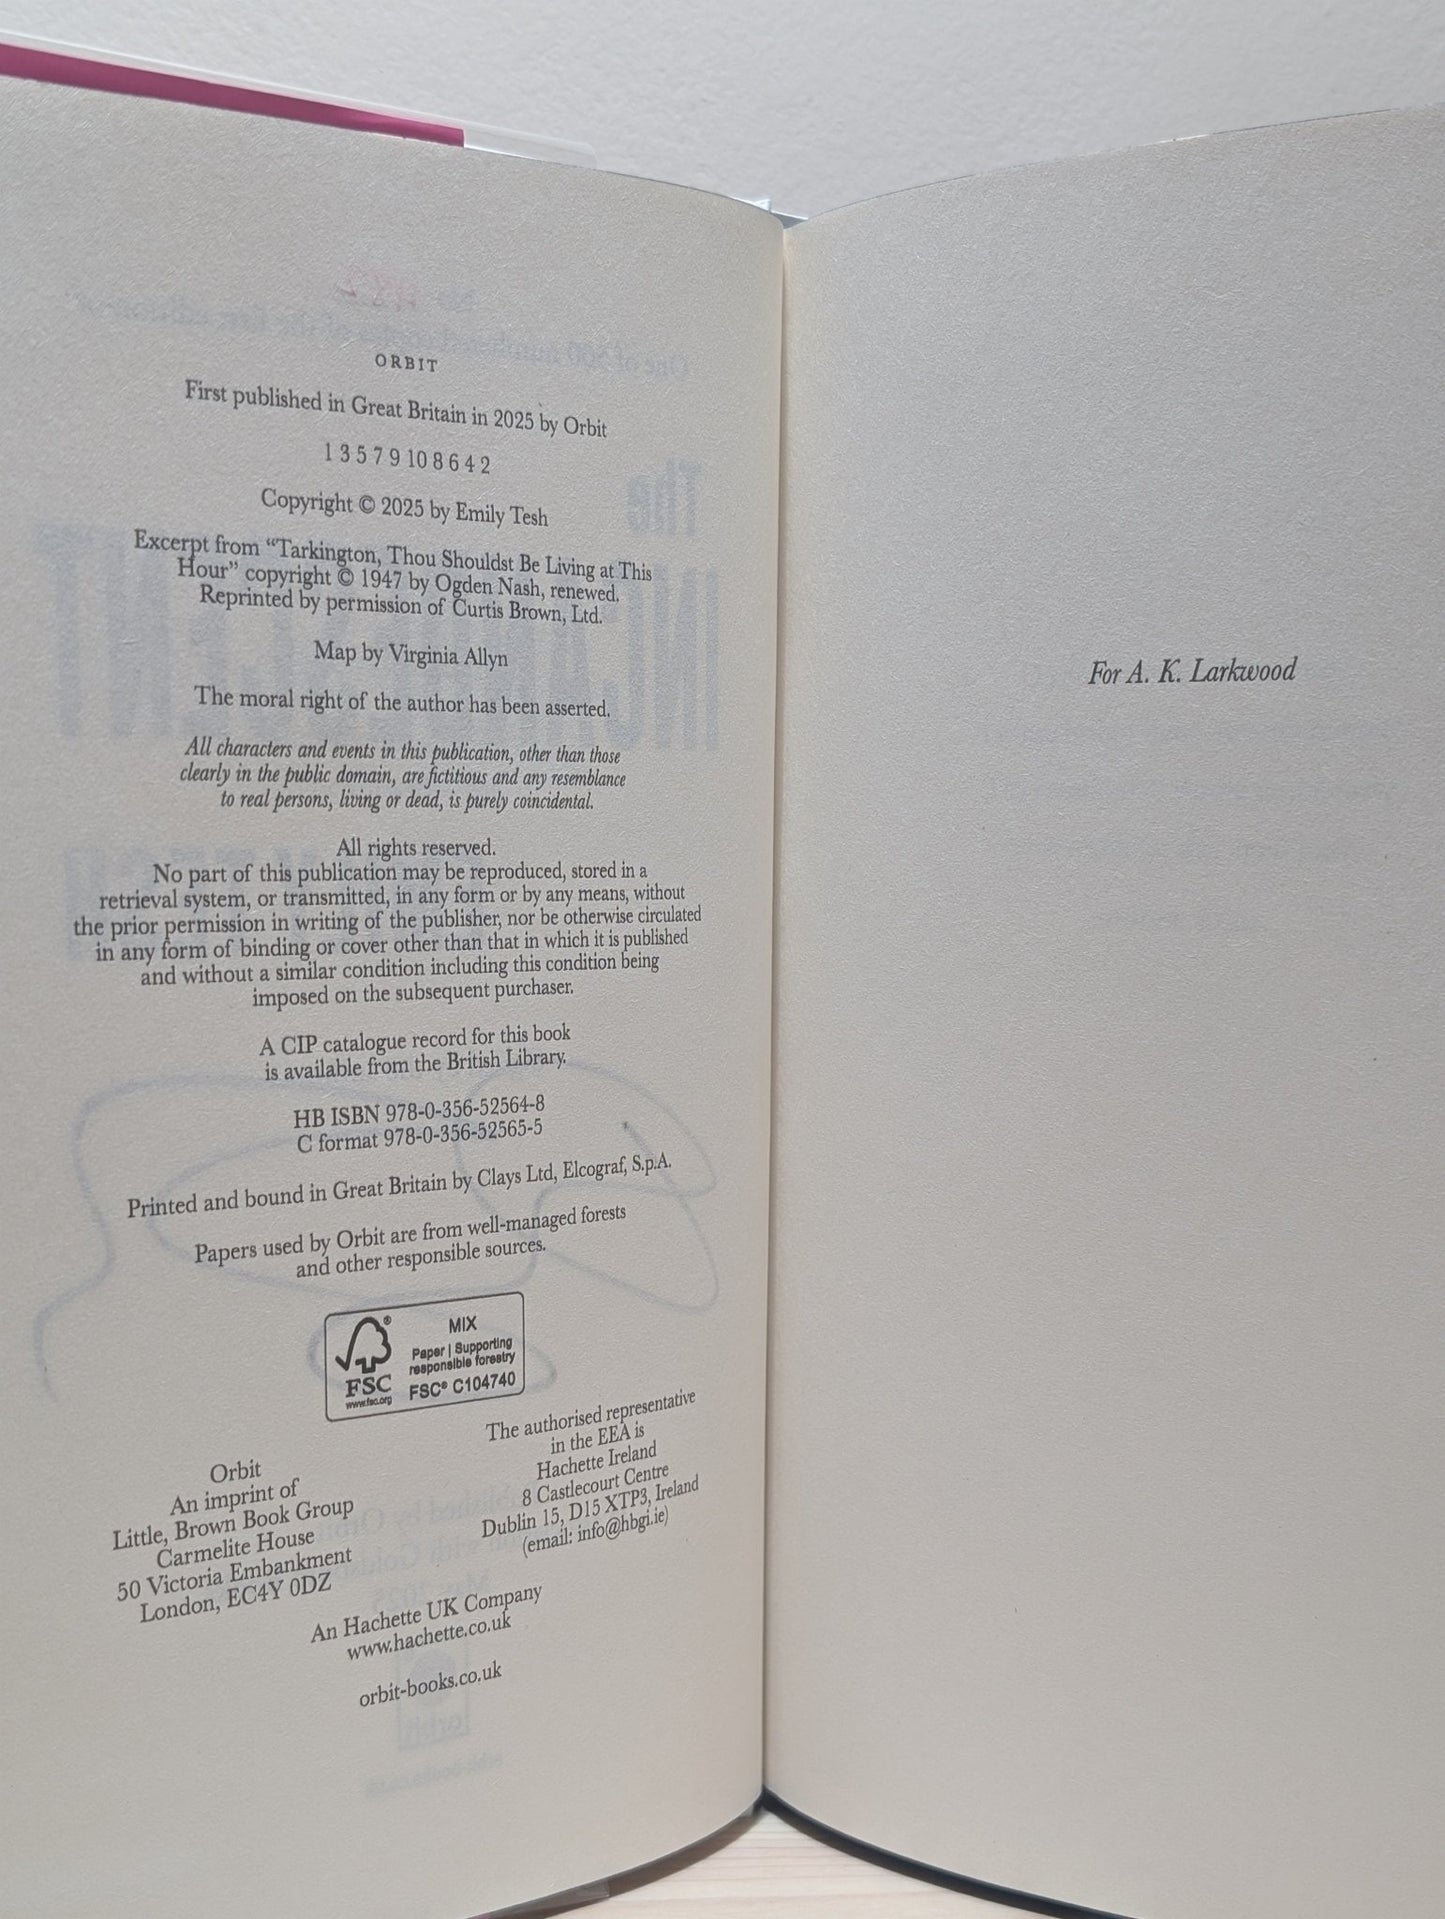 ORBIT
First published in Great Britain in 2025 by Orbit
1 3 5 7 9 10 8 6 4 2
Copyright © 2025 by Emily Tesh
Excerpt from “Tarkington, Thou Shouldst Be Living at This
Hour” copyright © 1947 by Ogden Nash, renewed.
Reprinted by permission of Curtis Brown, Ltd.
Map by Virginia Allyn
The moral right of the author has been asserted.
All characters and events in this publication, other than those
clearly in the public domain, are fictitious and any resemblance
to real persons, living or dead, is purely coincidental.
All rights reserved.
No part of this publication may be reproduced, stored in a
retrieval system, or transmitted, in any form or by any means, without
the prior permission in writing of the publisher, nor be otherwise circulated
in any form of binding or cover other than that in which it is published
and without a similar condition including this condition being
imposed on the subsequent purchaser.
A CIP catalogue record for this book
is available from the British Library.
HB ISBN 978-0-356-52564-8
C format 978-0-356-52565-5
Printed and bound in Great Britain by Clays Ltd, Elcograf, S.p.A.
Papers used by Orbit are from well-managed forests
and other responsible sources.
FSC
www.fsc.org
MIX
Paper | Supporting
responsible forestry
FSC® C104740
Orbit
An imprint of
Little, Brown Book Group
Carmelite House
50 Victoria Embankment
London, EC4Y 0DZ
The authorised representative
in the EEA is
Hachette Ireland
8 Castlecourt Centre
Dublin 15, D15 XTP3, Ireland
(email: info@hbgi.ie)
An Hachette UK Company
www.hachette.co.uk
orbit-books.co.uk
For A. K. Larkwood